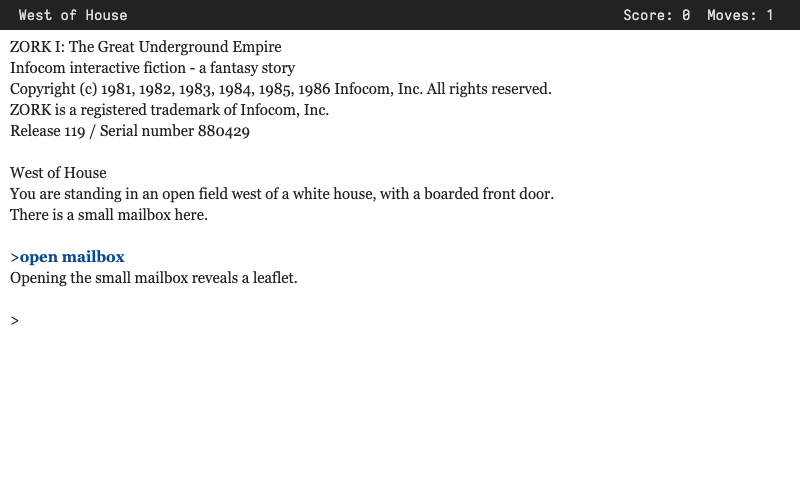 West of House Score: 0 Moves: 1
ZORK I: The Great Underground Empire
Infocom interactive fiction - a fantasy story
Copyright (c) 1981, 1982, 1983, 1984, 1985, 1986 Infocom, Inc. All rights reserved.
ZORK is a registered trademark of Infocom, Inc.
Release 119 / Serial number 880429
West of House
You are standing in an open field west of a white house, with a boarded front door.
There is a small mailbox here.
>open mailbox
Opening the small mailbox reveals a leaflet.
>